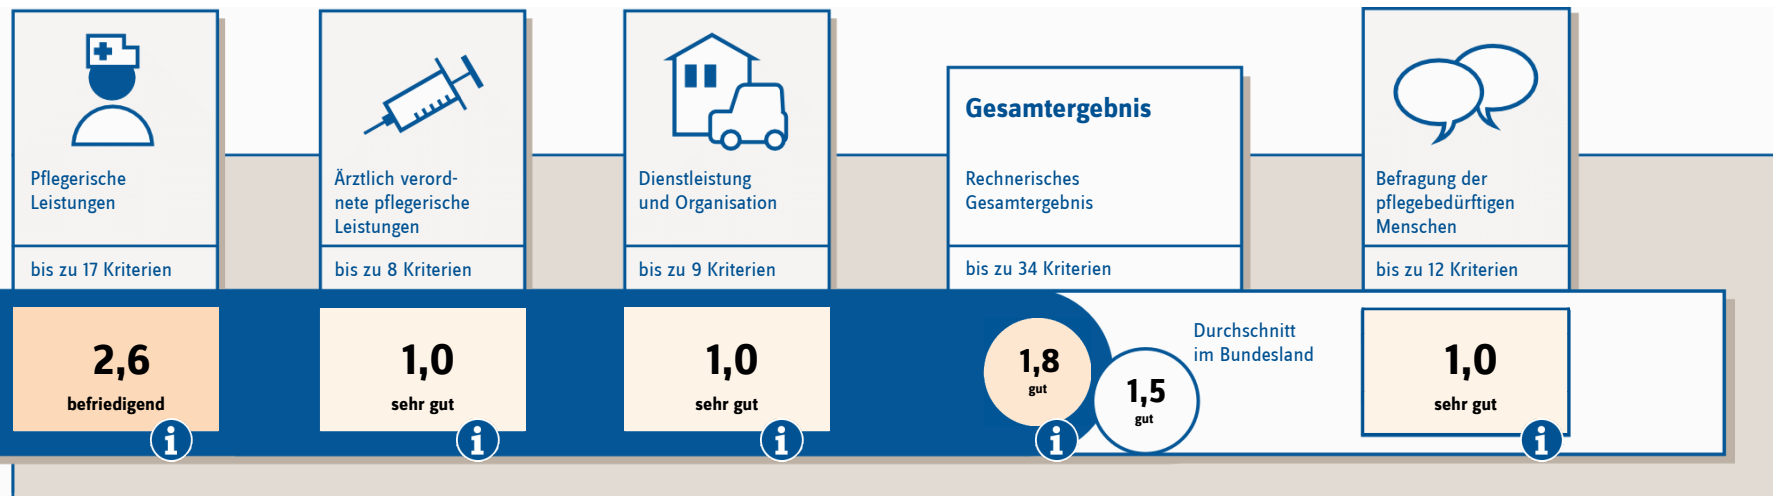 Pflegerische
Leistungen
bis zu 17 Kriterien
2,6
befriedigend
i
Ärztlich verord-
nete pflegerische
Leistungen
bis zu 8 Kriterien
1,0
sehr gut
i
Dienstleistung
und Organisation
bis zu 9 Kriterien
1,0
sehr gut
i
Gesamtergebnis
Rechnerisches
Gesamtergebnis
bis zu 34 Kriterien
1,8
gut
i
1,5
gut
Durchschnitt
im Bundesland
Befragung der
pflegebedürftigen
Menschen
bis zu 12 Kriterien
1,0
sehr gut
i